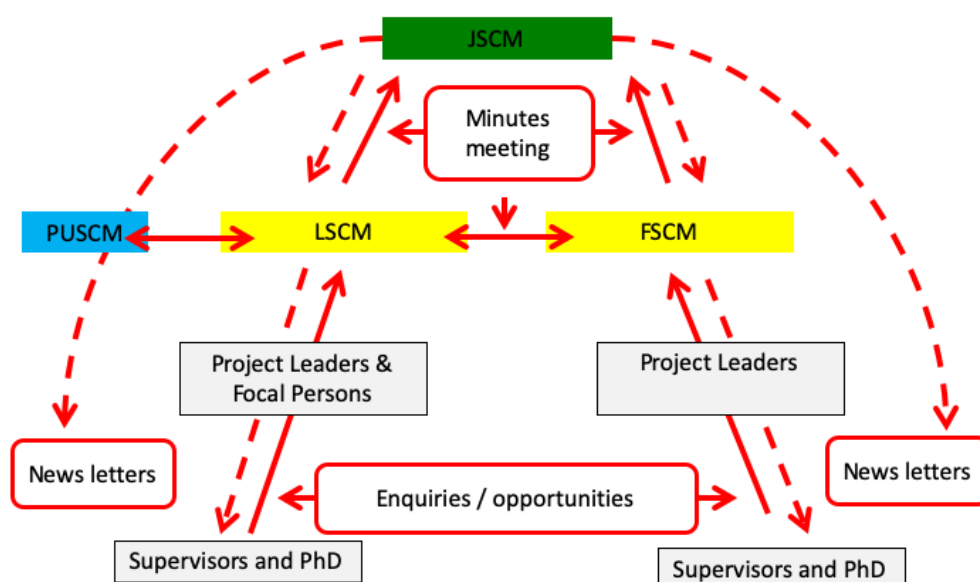 JSCM
Minutes
meeting
PUSCM
LSCM
FSCM
Project Leaders &
Focal Persons
Project Leaders
News letters
Enquiries / opportunities
News letters
Supervisors and PhD
Supervisors and PhD